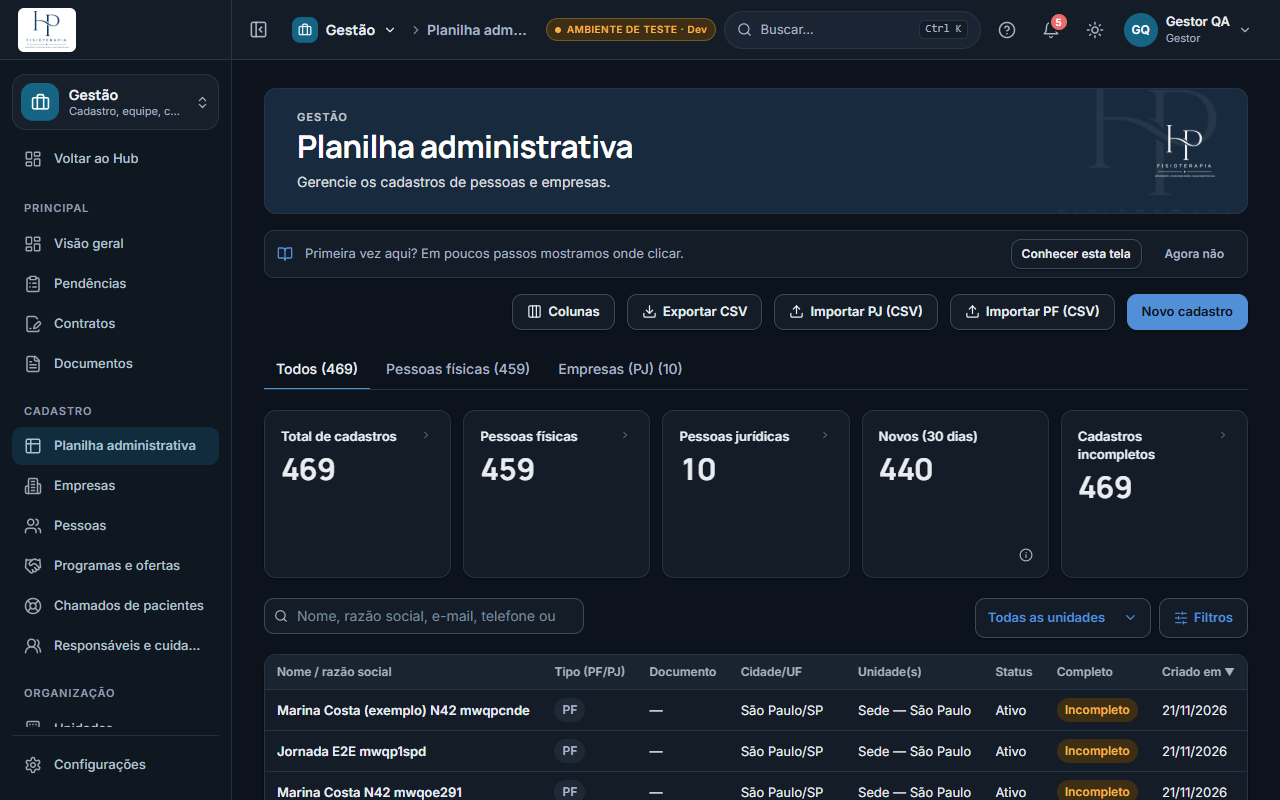 HP
FISIOTERAPIA
Gestão
Planilha adm...
AMBIENTE DE TESTE · Dev
Buscar...
Ctrl K
5
GQ
Gestor QA
Gestor
Gestão
Cadastro, equipe, c...
Voltar ao Hub
PRINCIPAL
Visão geral
Pendências
Contratos
Documentos
CADASTRO
Planilha administrativa
Empresas
Pessoas
Programas e ofertas
Chamados de pacientes
Responsáveis e cuida...
ORGANIZAÇÃO
Unidades
Configurações
GESTÃO
Planilha administrativa
Gerencie os cadastros de pessoas e empresas.
HP
FISIOTERAPIA
Primeira vez aqui? Em poucos passos mostramos onde clicar.
Conhecer esta tela
Agora não
Colunas
Exportar CSV
Importar PJ (CSV)
Importar PF (CSV)
Novo cadastro
Todos (469)
Pessoas físicas (459)
Empresas (PJ) (10)
Total de cadastros
469
Pessoas físicas
459
Pessoas jurídicas
10
Novos (30 dias)
440
Cadastros
incompletos
469
Nome, razão social, e-mail, telefone ou
Todas as unidades
Filtros
Nome / razão social Tipo (PF/PJ) Documento Cidade/UF Unidade(s) Status Completo Criado em ▼
Marina Costa (exemplo) N42 mwqpcnde PF — São Paulo/SP Sede — São Paulo Ativo Incompleto 21/11/2026
Jornada E2E mwqp1spd PF — São Paulo/SP Sede — São Paulo Ativo Incompleto 21/11/2026
Marina Costa N42 mwqoe291 PF — São Paulo/SP Sede — São Paulo Ativo Incompleto 21/11/2026